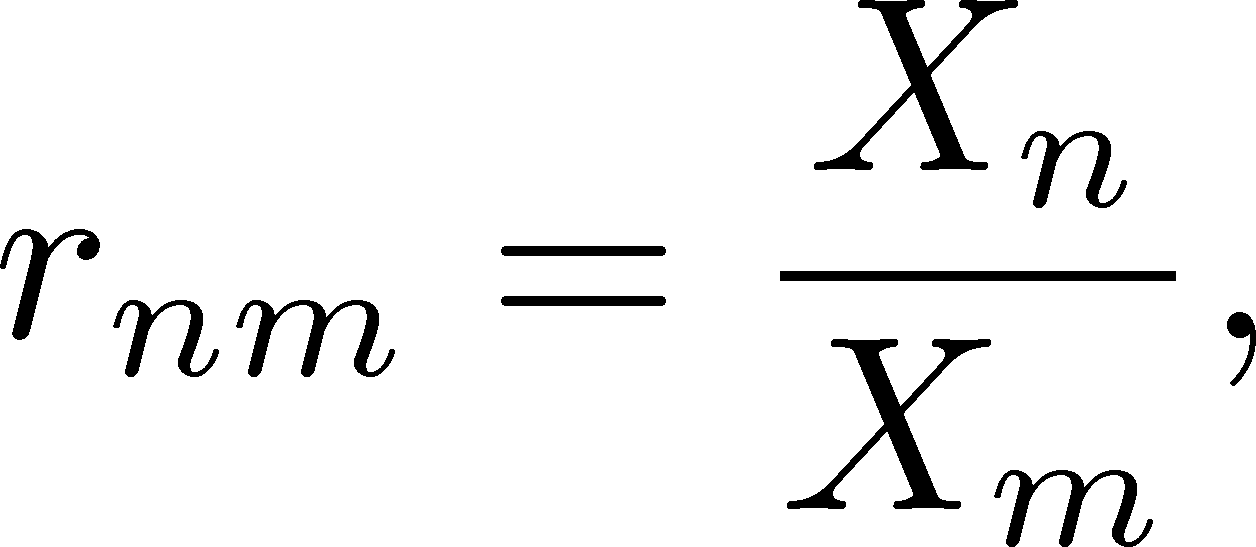 r_{nm} = \frac{X_n}{X_m},